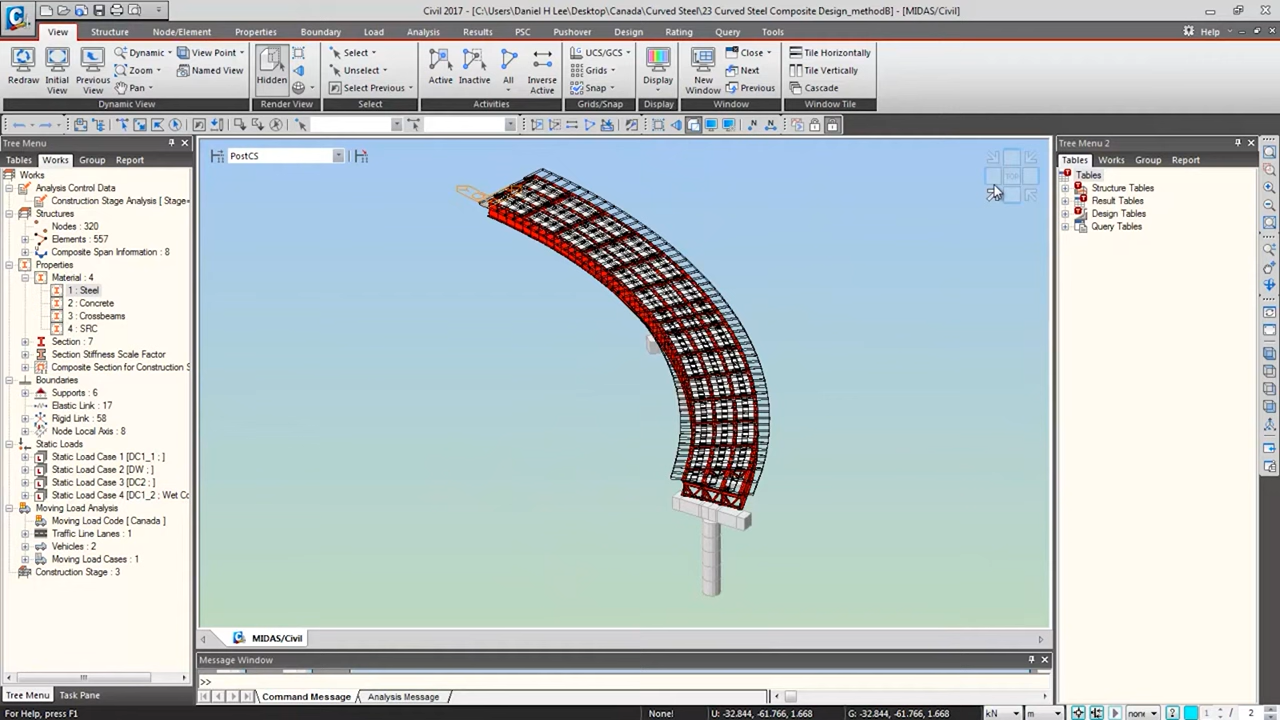 Civil 2017 - [C:\Users\Daniel H Lee\Desktop\Canada\Curved Steel\23 Curved Steel Composite Design_methodB] - [MIDAS/Civil]
View Structure Node/Element Properties Boundary Load Analysis Results PSC Pushover Design Rating Query Tools Help
Redraw
Initial View
Previous View
Dynamic
Zoom
Pan
View Point
Named View
Hidden
Select
Unselect
Select Previous
Active
Inactive
All
Inverse Active
UCS/GCS
Grids
Snap
Display
New Window
Close
Next
Previous
Tile Horizontally
Tile Vertically
Cascade
Dynamic View Render View Select Activities Grids/Snap Display Window Window Tile
Tree Menu
Tables Works Group Report
Works
Analysis Control Data
Construction Stage Analysis [ Stage=
Structures
Nodes : 320
Elements : 557
Composite Span Information : 8
Properties
Material : 4
1 : Steel
2 : Concrete
3 : Crossbeams
4 : SRC
Section : 7
Section Stiffness Scale Factor
Composite Section for Construction S
Boundaries
Supports : 6
Elastic Link : 17
Rigid Link : 58
Node Local Axis : 8
Static Loads
Static Load Case 1 [DC1_1 ; ]
Static Load Case 2 [DW ; ]
Static Load Case 3 [DC2 ; ]
Static Load Case 4 [DC1_2 ; Wet Co
Moving Load Analysis
Moving Load Code [ Canada ]
Traffic Line Lanes : 1
Vehicles : 2
Moving Load Cases : 1
Construction Stage : 3
Tree Menu Task Pane
PostCS
TOP
MIDAS/Civil
Message Window
>>
Command Message Analysis Message
Tree Menu 2
Tables Works Group Report
Tables
Structure Tables
Result Tables
Design Tables
Query Tables
For Help, press F1
None! U: -32.844, -61.766, 1.668 G: -32.844, -61.766, 1.668 kN m none ? 1 / 2